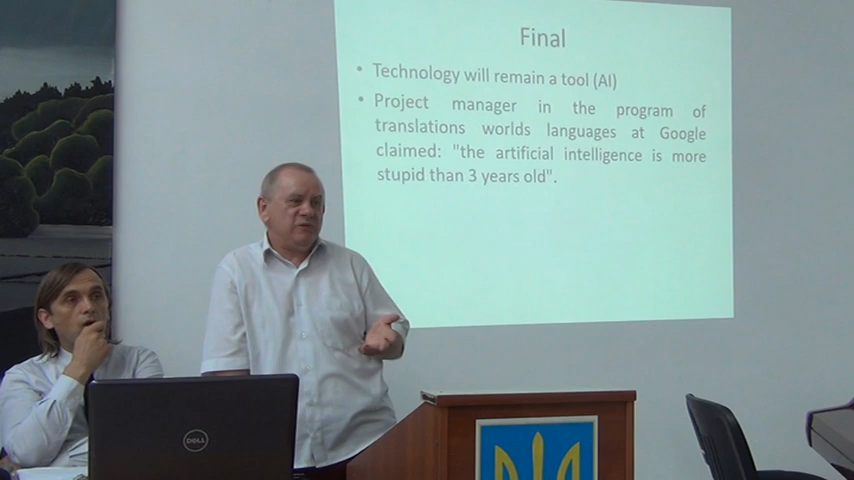 Final
• Technology will remain a tool (AI)
• Project manager in the program of
translations worlds languages at Google
claimed: "the artificial intelligence is more
stupid than 3 years old".
DELL